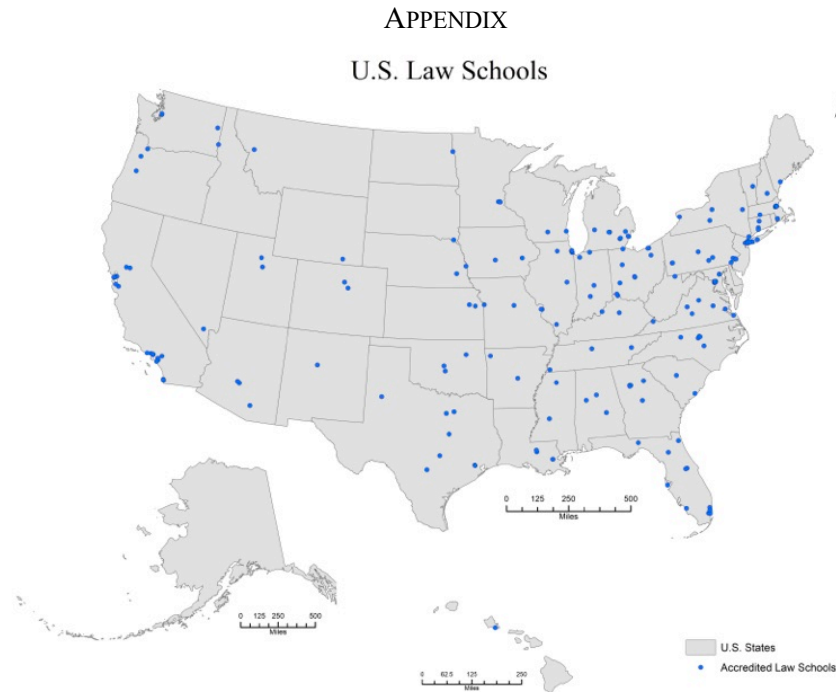 APPENDIX
U.S. Law Schools
0 125 250 500
Miles
0 125 250 500
Miles
0 62.5 125 250
Miles
U.S. States
Accredited Law Schools